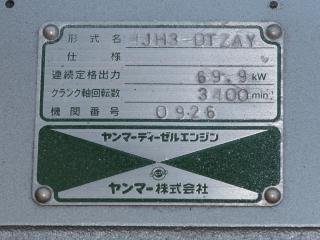 形式名 4JH3-DTZAY
仕様
連続定格出力 69.9 kW
クランク軸回転数 3400 min⁻¹
機関番号 0926
ヤンマーディーゼルエンジン
ヤンマー株式会社